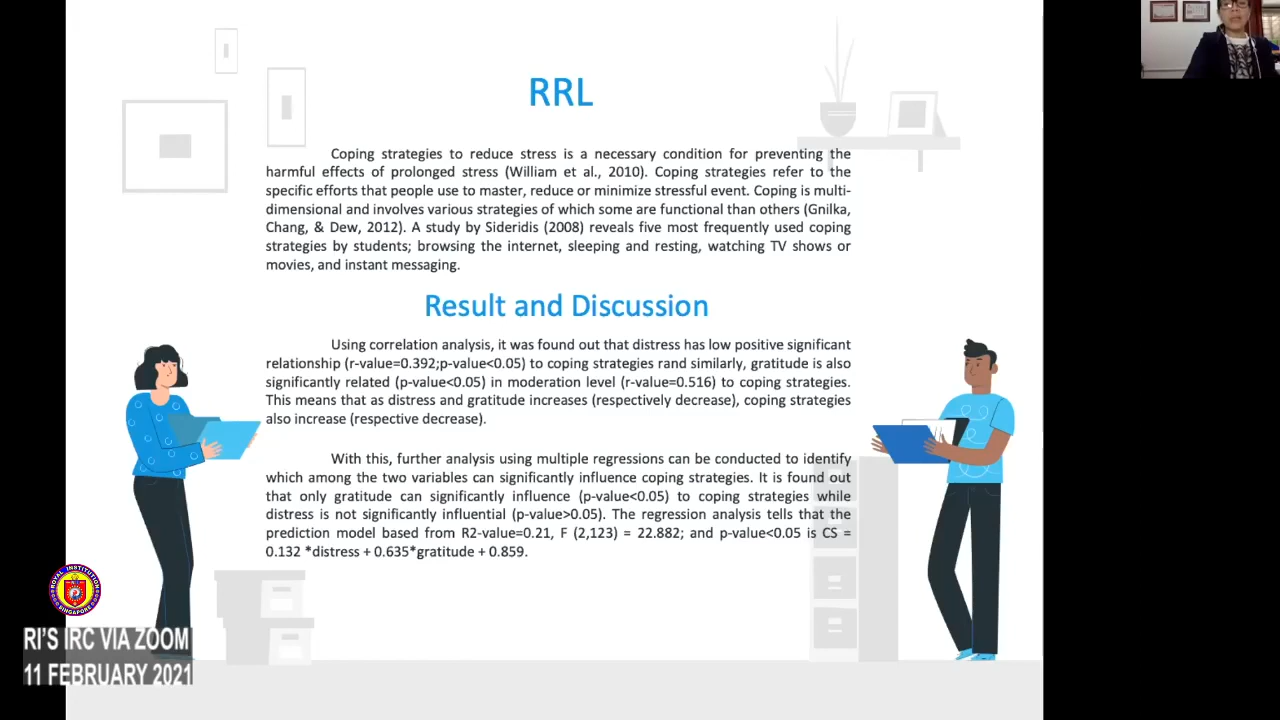 RRL
Coping strategies to reduce stress is a necessary condition for preventing the
harmful effects of prolonged stress (William et al., 2010). Coping strategies refer to the
specific efforts that people use to master, reduce or minimize stressful event. Coping is multi-
dimensional and involves various strategies of which some are functional than others (Gnilka,
Chang, & Dew, 2012). A study by Sideridis (2008) reveals five most frequently used coping
strategies by students; browsing the internet, sleeping and resting, watching TV shows or
movies, and instant messaging.
Result and Discussion
Using correlation analysis, it was found out that distress has low positive significant
relationship (r-value=0.392;p-value<0.05) to coping strategies rand similarly, gratitude is also
significantly related (p-value<0.05) in moderation level (r-value=0.516) to coping strategies.
This means that as distress and gratitude increases (respectively decrease), coping strategies
also increase (respective decrease).
With this, further analysis using multiple regressions can be conducted to identify
which among the two variables can significantly influence coping strategies. It is found out
that only gratitude can significantly influence (p-value<0.05) to coping strategies while
distress is not significantly influential (p-value>0.05). The regression analysis tells that the
prediction model based from R2-value=0.21, F (2,123) = 22.882; and p-value<0.05 is CS =
0.132 *distress + 0.635*gratitude + 0.859.
ROYAL INSTITUTION
SINGAPORE
RI'S IRC VIA ZOOM
11 FEBRUARY 2021